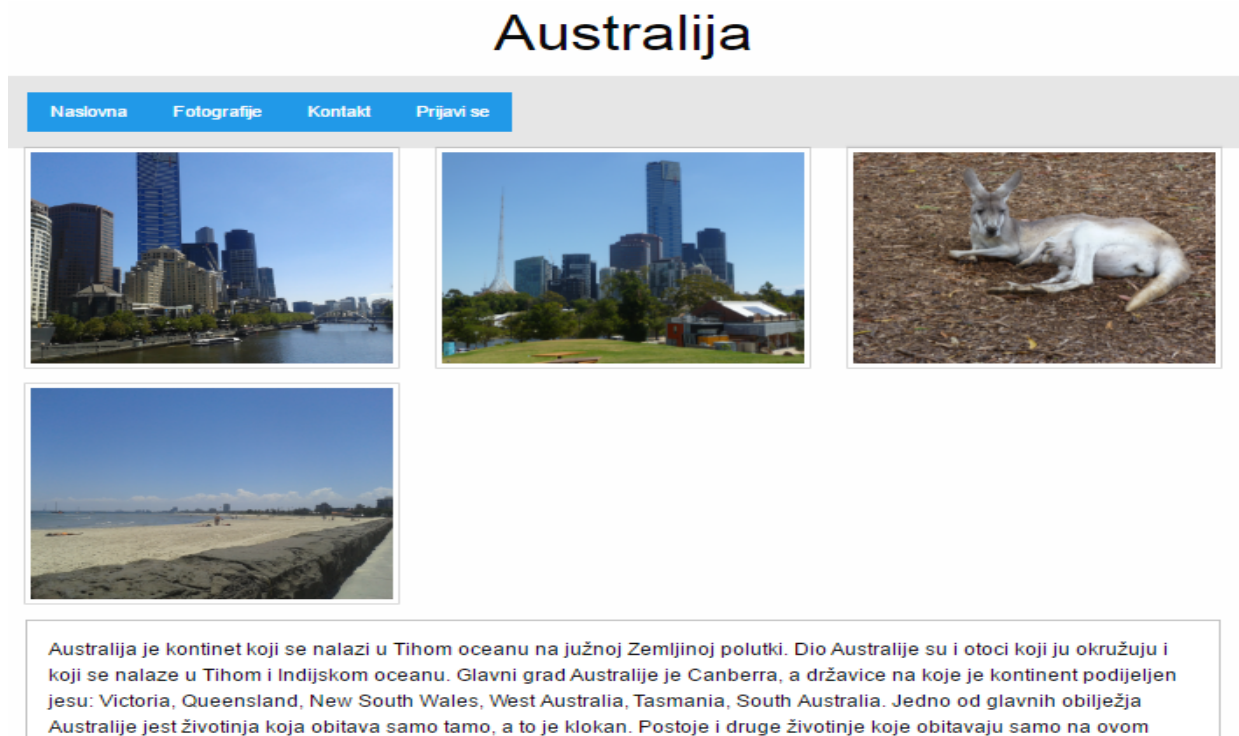 Australija
Naslovna Fotografije Kontakt Prijavi se
Australija je kontinet koji se nalazi u Tihom oceanu na južnoj Zemljinoj polutki. Dio Australije su i otoci koji ju okružuju i
koji se nalaze u Tihom i Indijskom oceanu. Glavni grad Australije je Canberra, a državice na koje je kontinent podijeljen
jesu: Victoria, Queensland, New South Wales, West Australia, Tasmania, South Australia. Jedno od glavnih obilježja
Australije jest životinja koja obitava samo tamo, a to je klokan. Postoje i druge životinje koje obitavaju samo na ovom